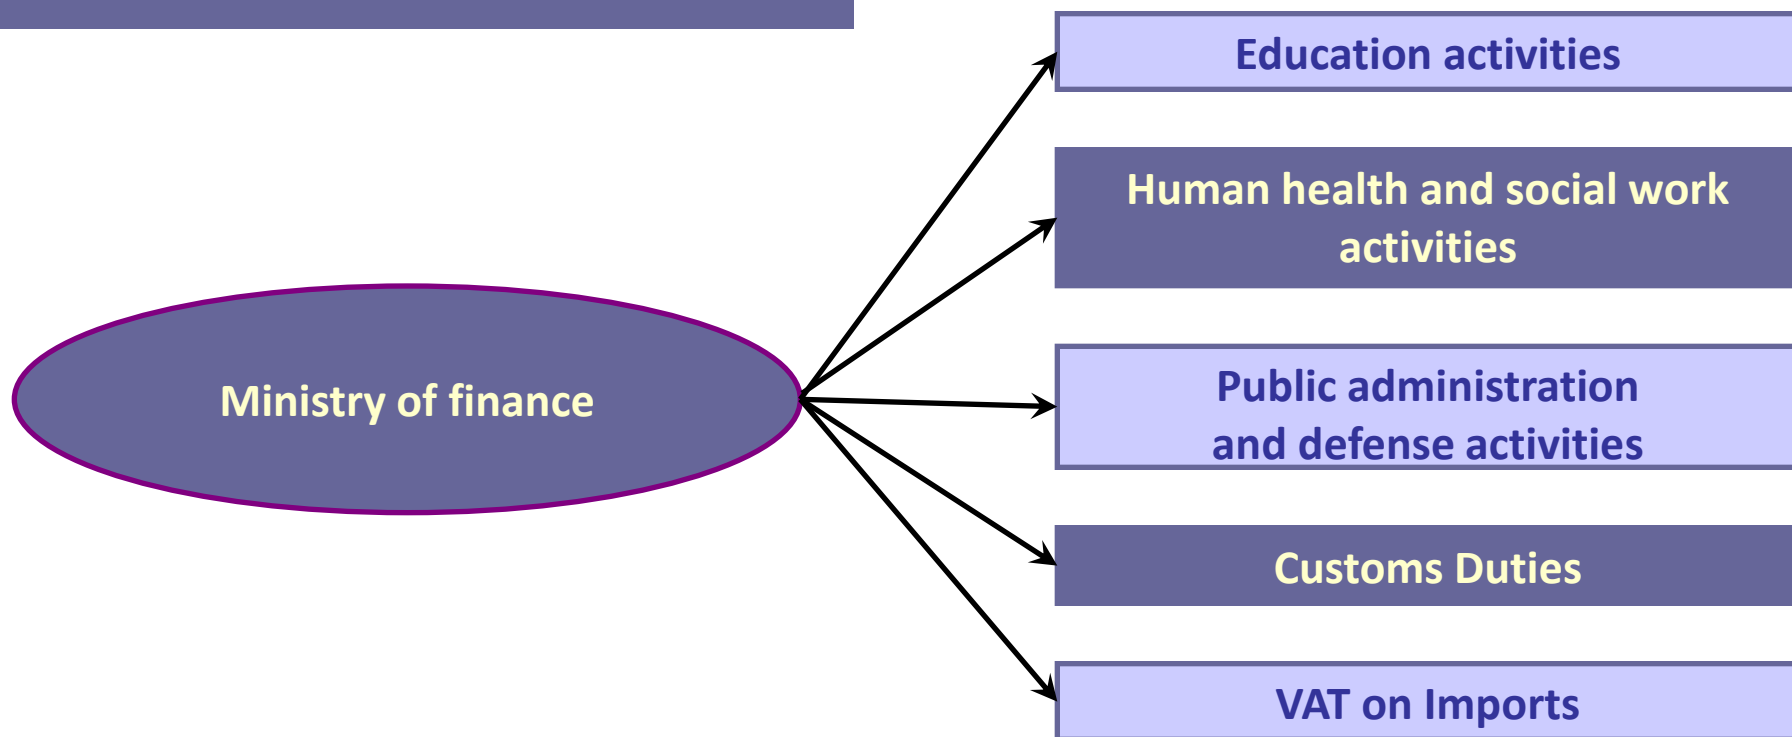 Education activities
Human health and social work
activities
Ministry of finance
Public administration
and defense activities
Customs Duties
VAT on Imports